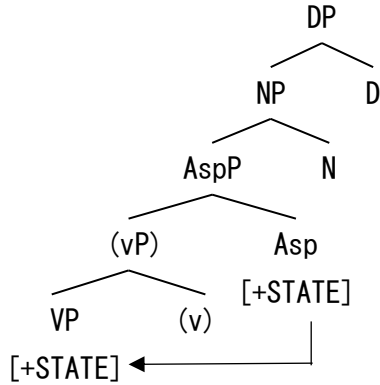 DP
NP D
AspP N
(vP) Asp
[+STATE]
VP (v)
[+STATE]